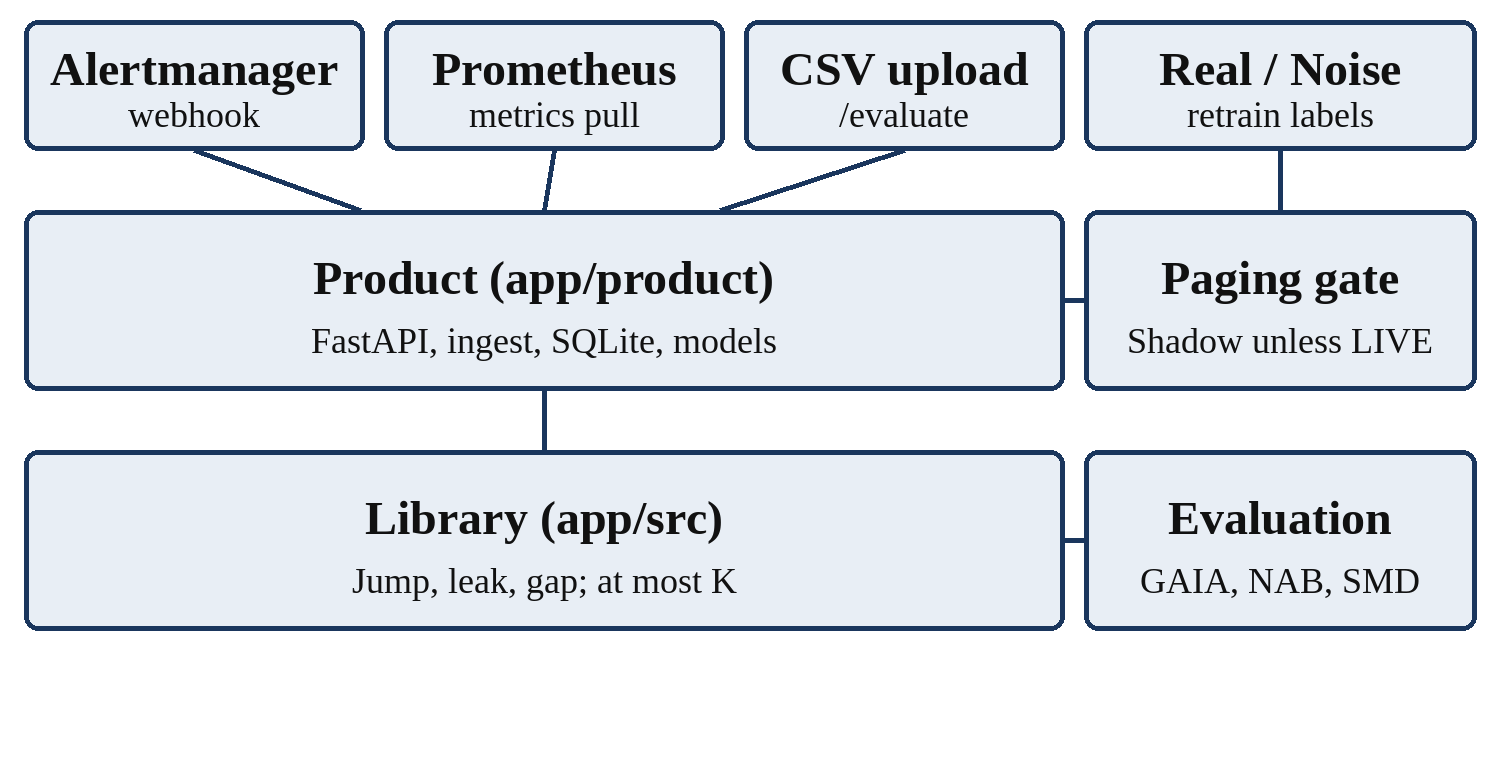 Alertmanager
webhook
Prometheus
metrics pull
CSV upload
/evaluate
Real / Noise
retrain labels
Product (app/product)
FastAPI, ingest, SQLite, models
Paging gate
Shadow unless LIVE
Library (app/src)
Jump, leak, gap; at most K
Evaluation
GAIA, NAB, SMD